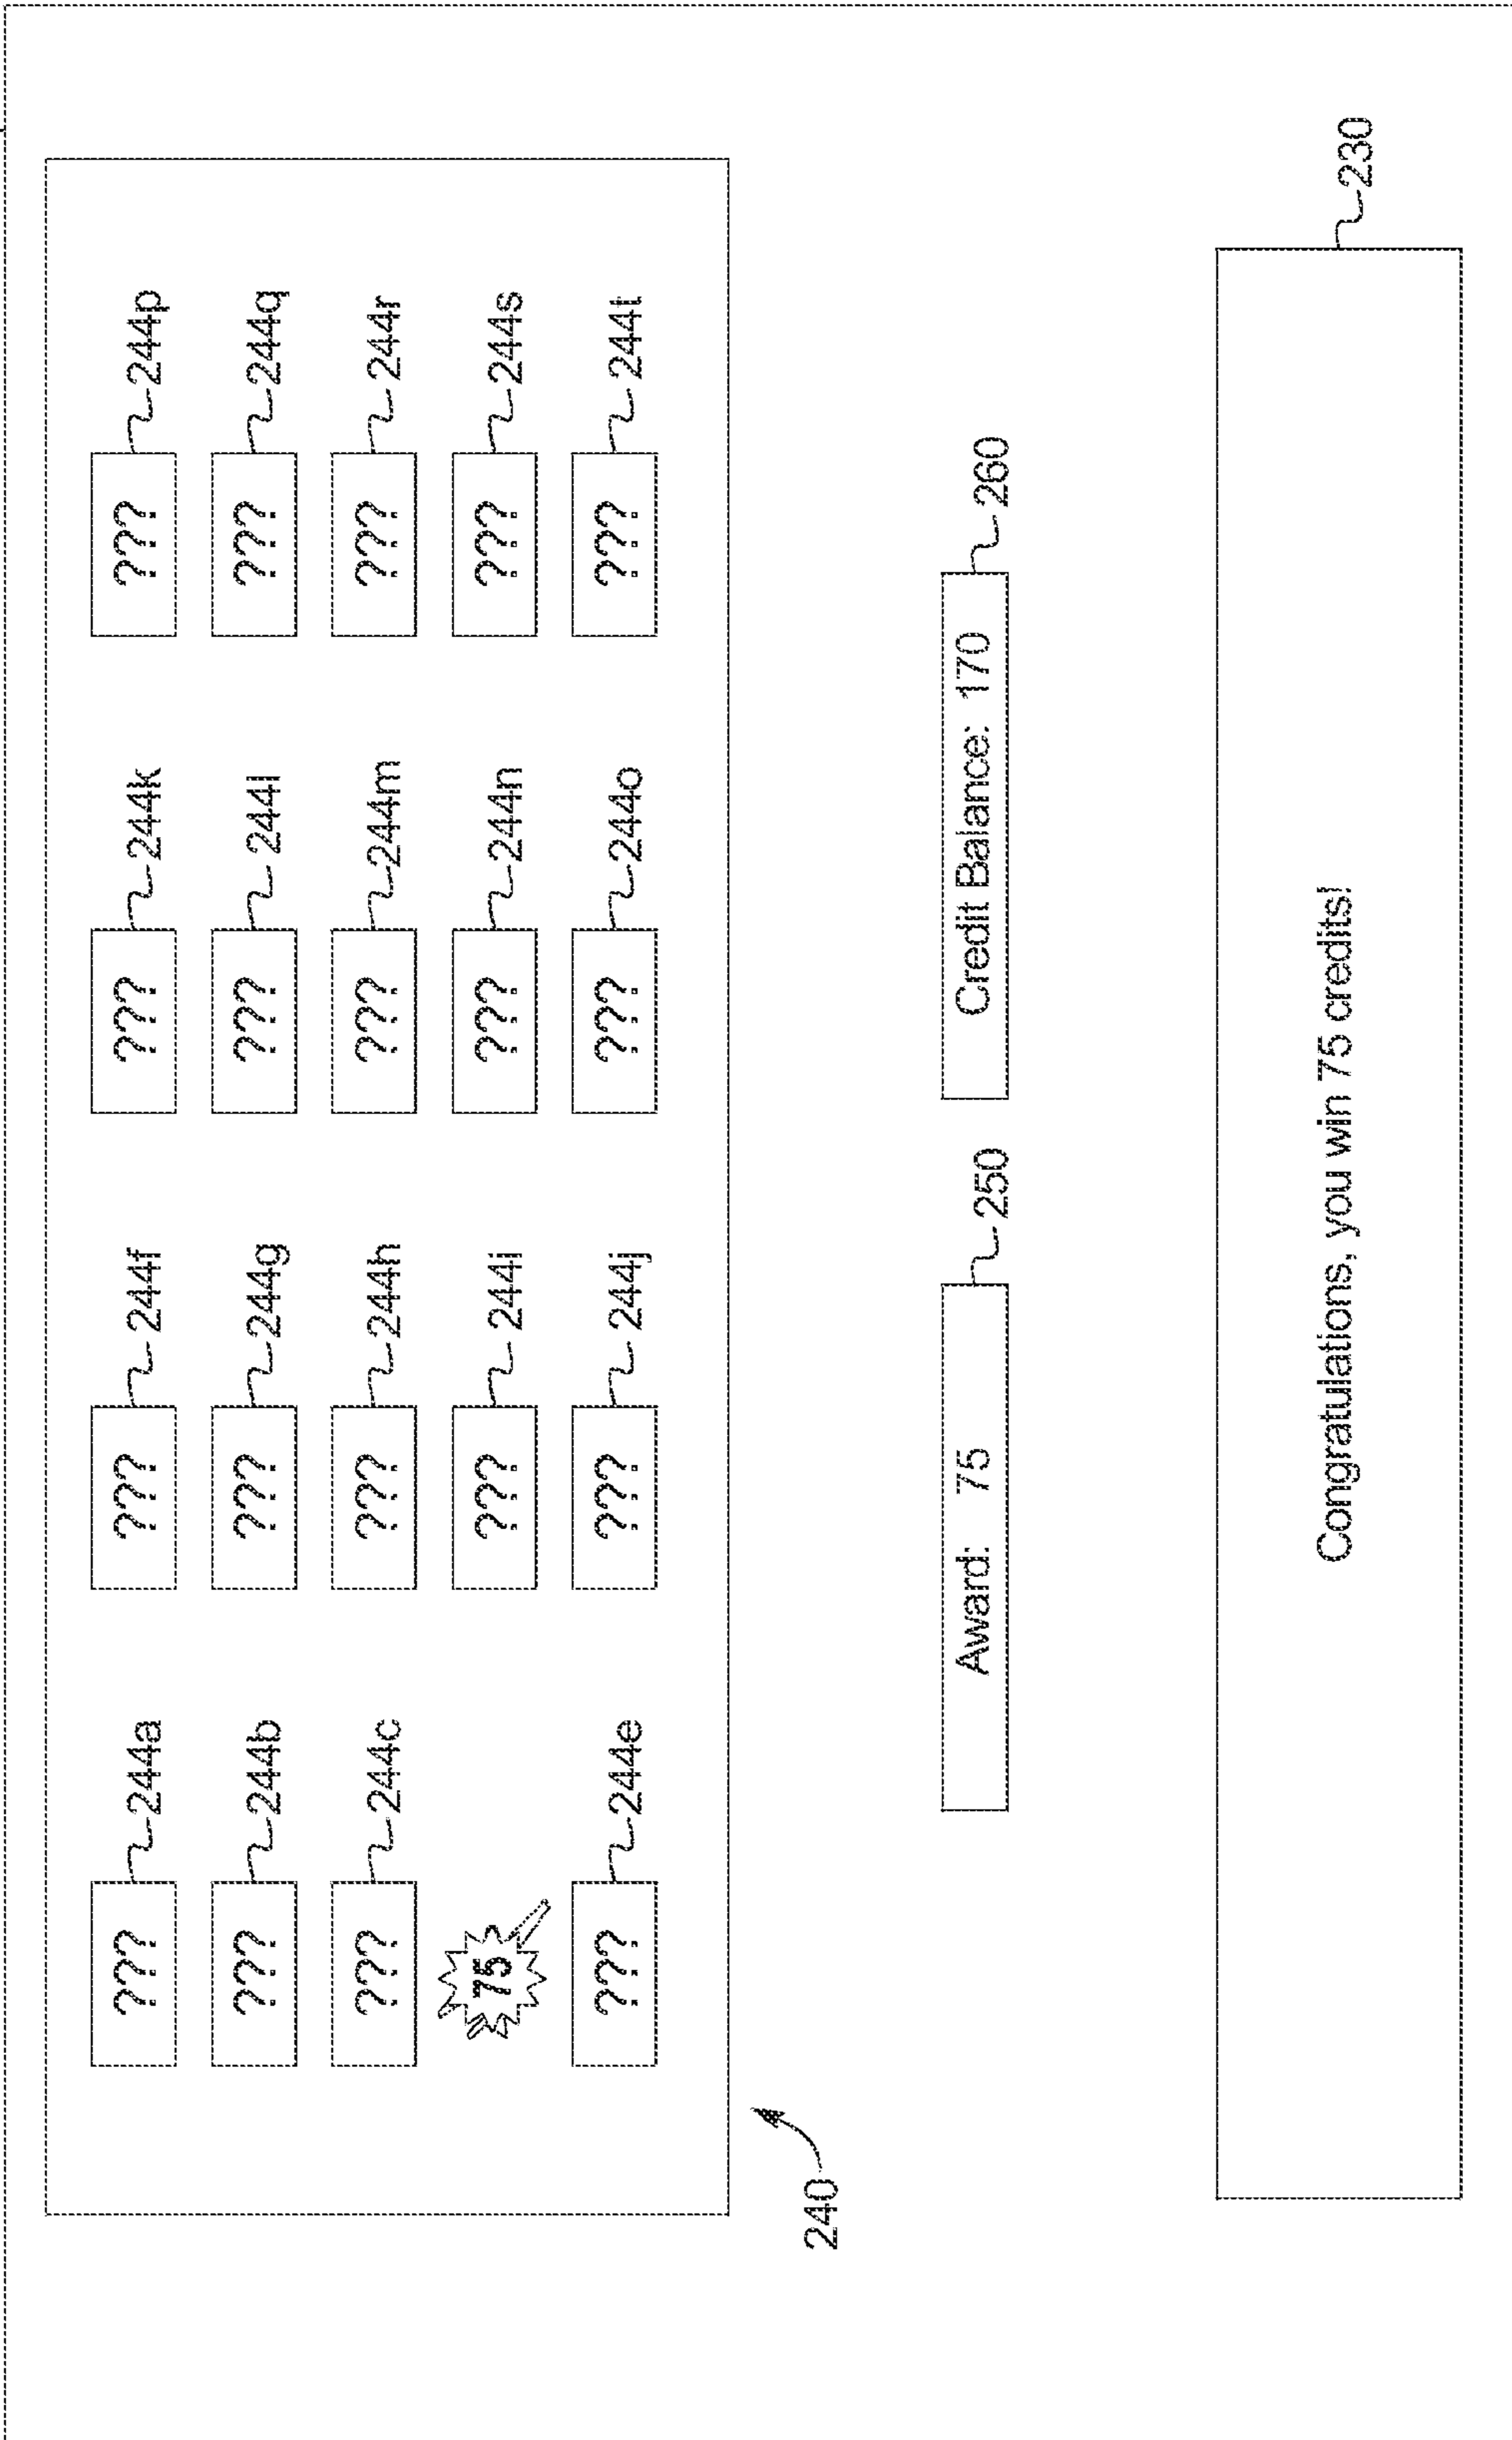 ??? 244a ??? 244f ??? 244k ??? 244p
??? 244b ??? 244g ??? 244l ??? 244q
??? 244c ??? 244h ??? 244m ??? 244r
75 ??? 244i ??? 244n ??? 244s
??? 244e ??? 244j ??? 244o ??? 244t
240
Award: 75 250 Credit Balance: 170 260
Congratulations, you win 75 credits! 230